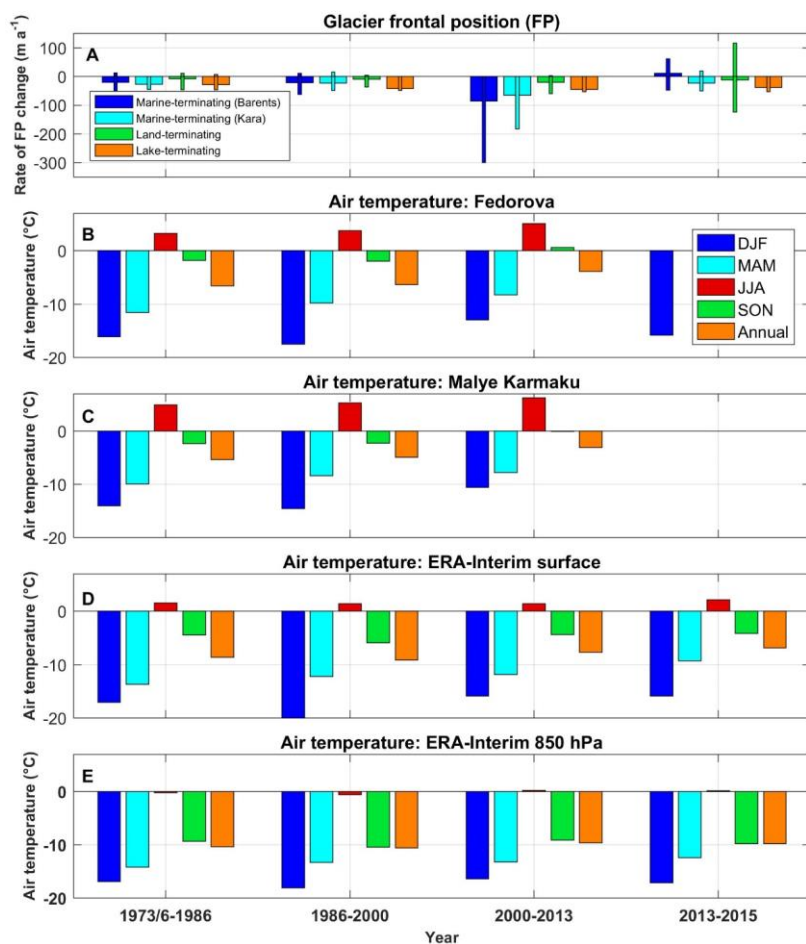 Glacier frontal position (FP)
A
Rate of FP change (m a⁻¹)
100
0
-100
-200
-300
Marine-terminating (Barents)
Marine-terminating (Kara)
Land-terminating
Lake-terminating
Air temperature: Fedorova
B
Air temperature (°C)
0
-10
-20
DJF
MAM
JJA
SON
Annual
Air temperature: Malye Karmaku
C
Air temperature (°C)
0
-10
-20
Air temperature: ERA-Interim surface
D
Air temperature (°C)
0
-10
-20
Air temperature: ERA-Interim 850 hPa
E
Air temperature (°C)
0
-10
-20
1973/6-1986 1986-2000 2000-2013 2013-2015
Year